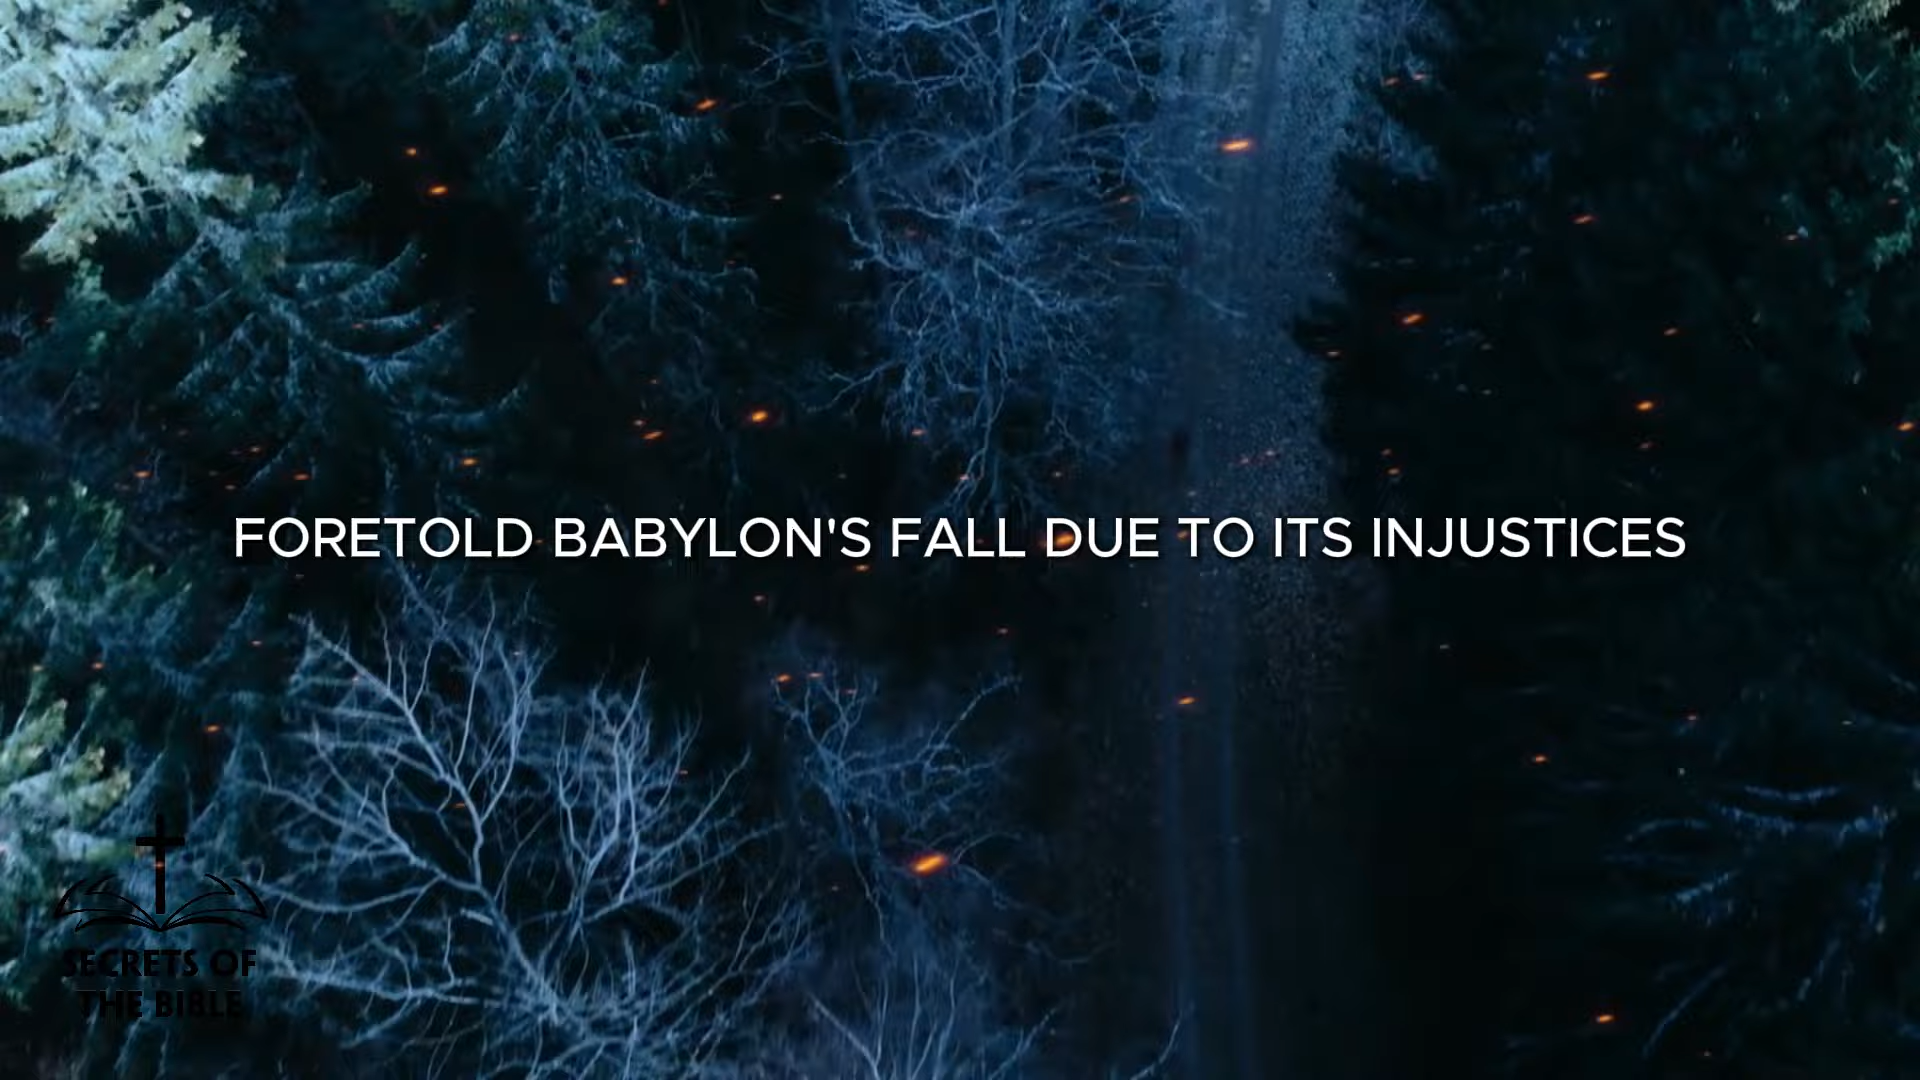 FORETOLD BABYLON'S FALL DUE TO ITS INJUSTICES
SECRETS OF
THE BIBLE